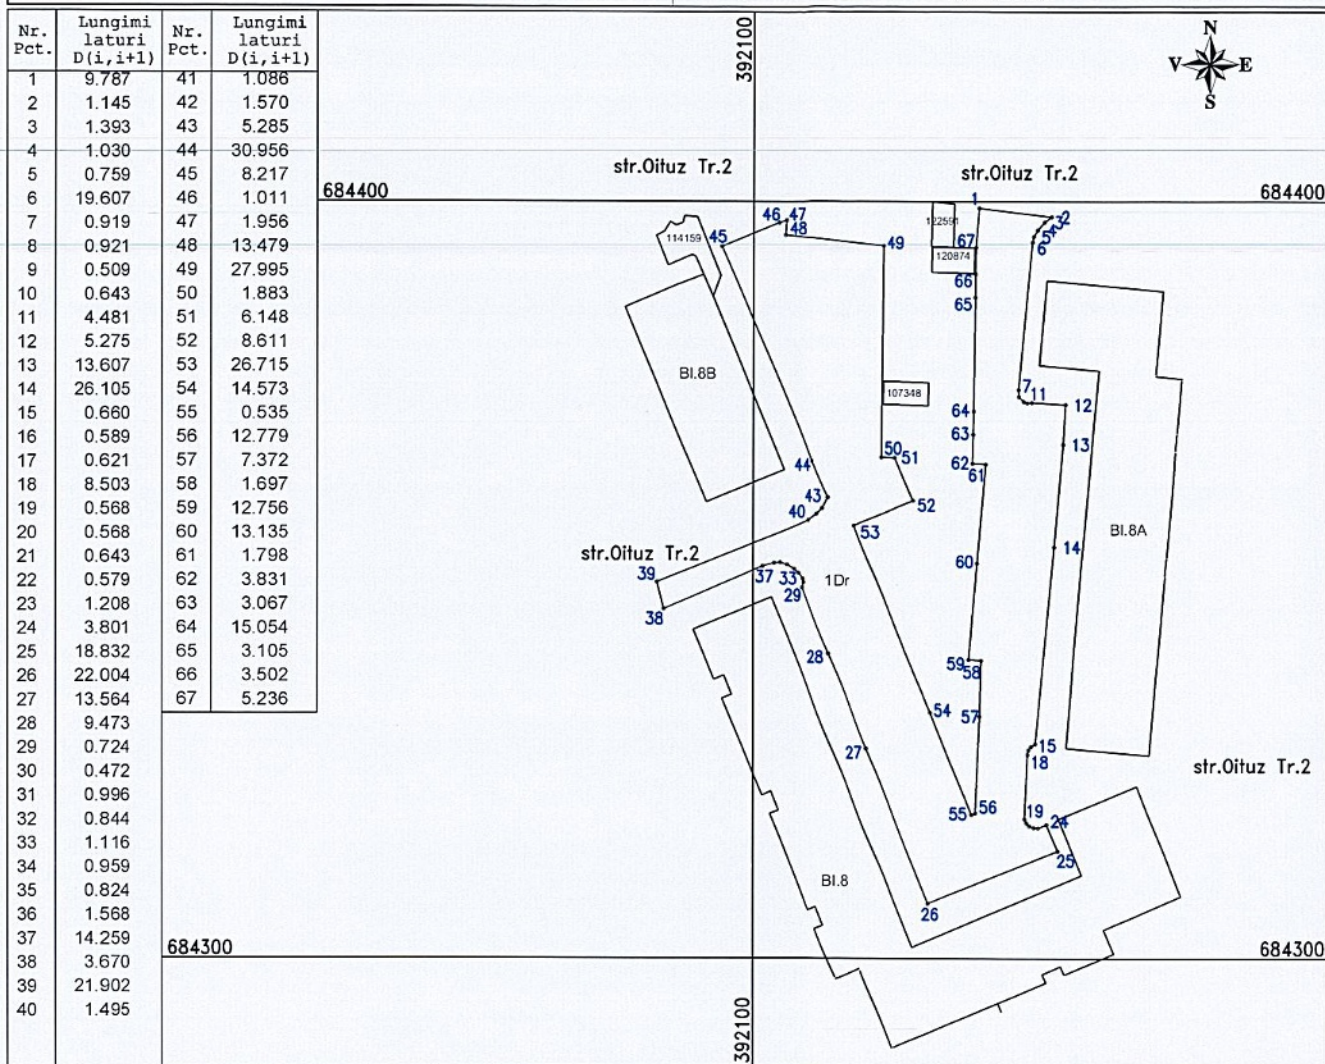 Nr. Pct. Lungimi laturi D(i,i+1) Nr. Pct. Lungimi laturi D(i,i+1)
1 9.787 41 1.086
2 1.145 42 1.570
3 1.393 43 5.285
4 1.030 44 30.956
5 0.759 45 8.217
6 19.607 46 1.011
7 0.919 47 1.956
8 0.921 48 13.479
9 0.509 49 27.995
10 0.643 50 1.883
11 4.481 51 6.148
12 5.275 52 8.611
13 13.607 53 26.715
14 26.105 54 14.573
15 0.660 55 0.535
16 0.589 56 12.779
17 0.621 57 7.372
18 8.503 58 1.697
19 0.568 59 12.756
20 0.568 60 13.135
21 0.643 61 1.798
22 0.579 62 3.831
23 1.208 63 3.067
24 3.801 64 15.054
25 18.832 65 3.105
26 22.004 66 3.502
27 13.564 67 5.236
28 9.473
29 0.724
30 0.472
31 0.996
32 0.844
33 1.116
34 0.959
35 0.824
36 1.568
37 14.259
38 3.670
39 21.902
40 1.495
392100
N
V E
S
str.Oituz Tr.2
str.Oituz Tr.2
684400
684400
1
2
3
5
6
46 47
48
45
49
114159
122591
67
120874
66
65
Bl.8B
107348
7
11
12
64
63
13
50
51
62
61
44
43
40
52
53
Bl.8A
14
60
str.Oituz Tr.2
39
37
33
29
1Dr
38
28
59
58
54
57
27
15
18
str.Oituz Tr.2
55
56
19
24
25
Bl.8
26
684300
684300
392100